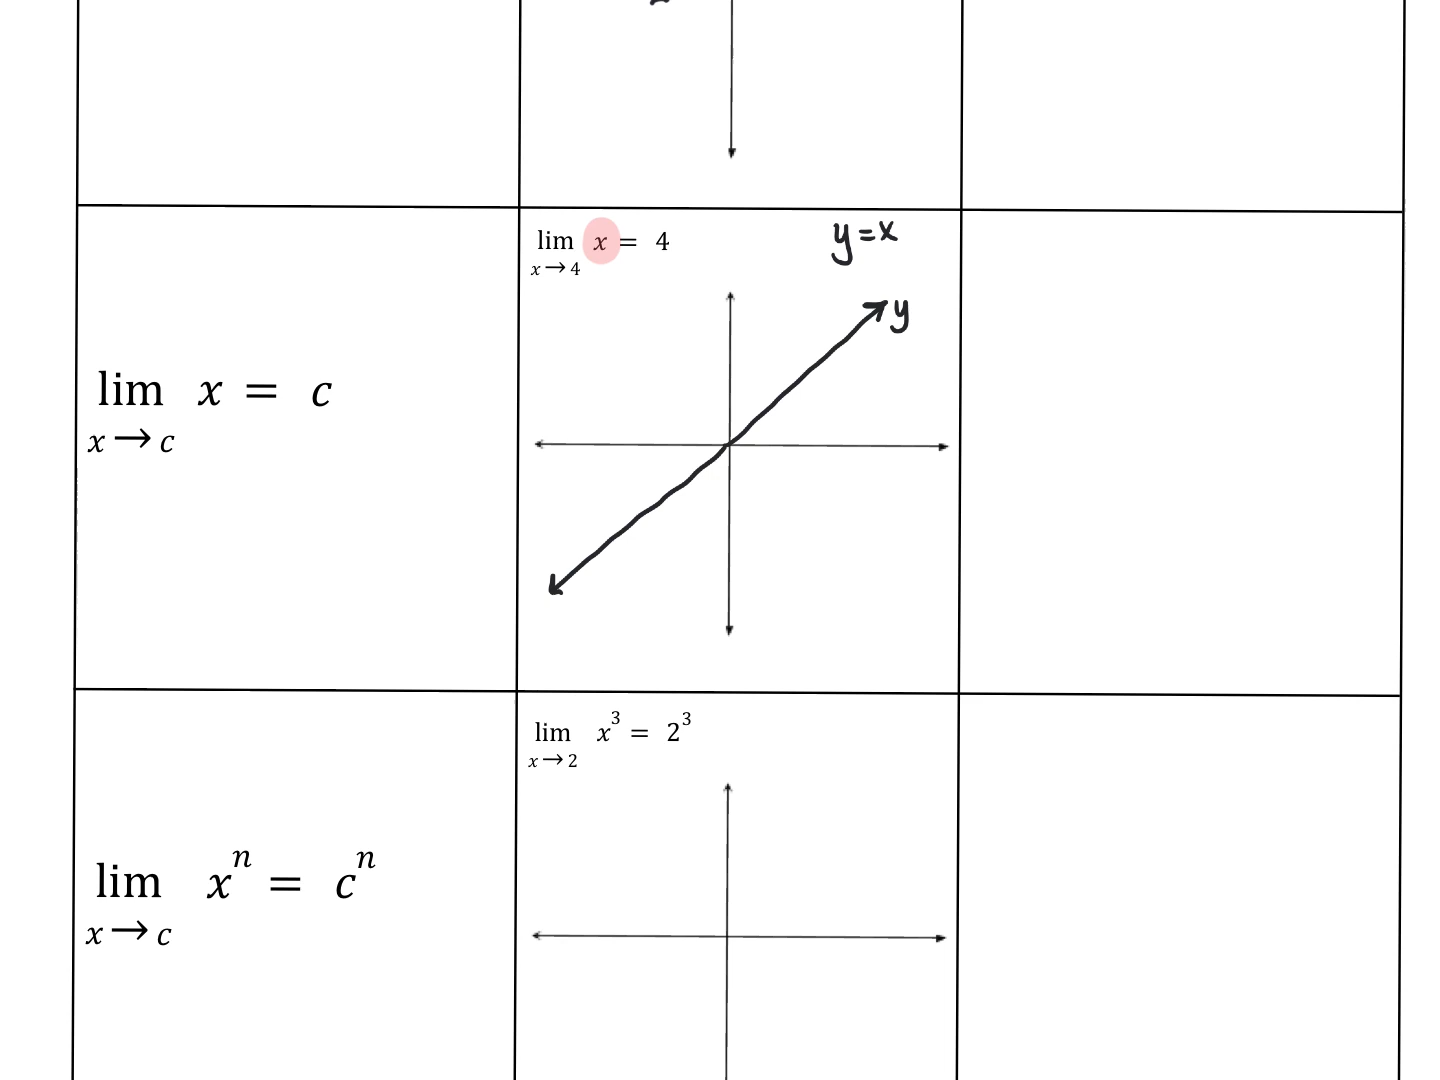 lim x = 4
x→4
y=x
y
lim x = c
x→c
lim x³ = 2³
x→2
lim xⁿ = cⁿ
x→c